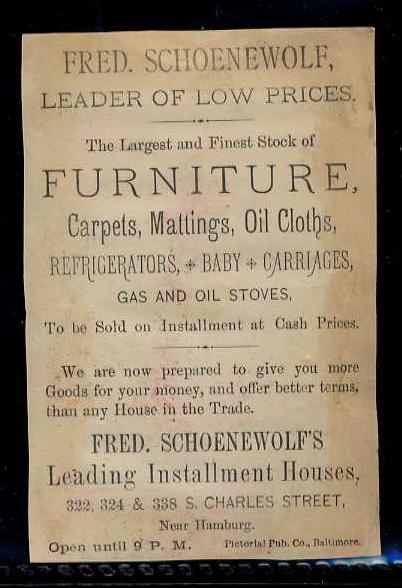 FRED. SCHOENEWOLF,
LEADER OF LOW PRICES.
The Largest and Finest Stock of
FURNITURE,
Carpets, Mattings, Oil Cloths,
REFRIGERATORS, + BABY + CARRIAGES,
GAS AND OIL STOVES,
To be Sold on Installment at Cash Prices.
We are now prepared to give you more
Goods for your money, and offer better terms,
than any House in the Trade.
FRED. SCHOENEWOLF'S
Leading Installment Houses,
322, 324 & 338 S. CHARLES STREET,
Near Hamburg.
Open until 9 P. M. Pictorial Pub. Co., Baltimore.